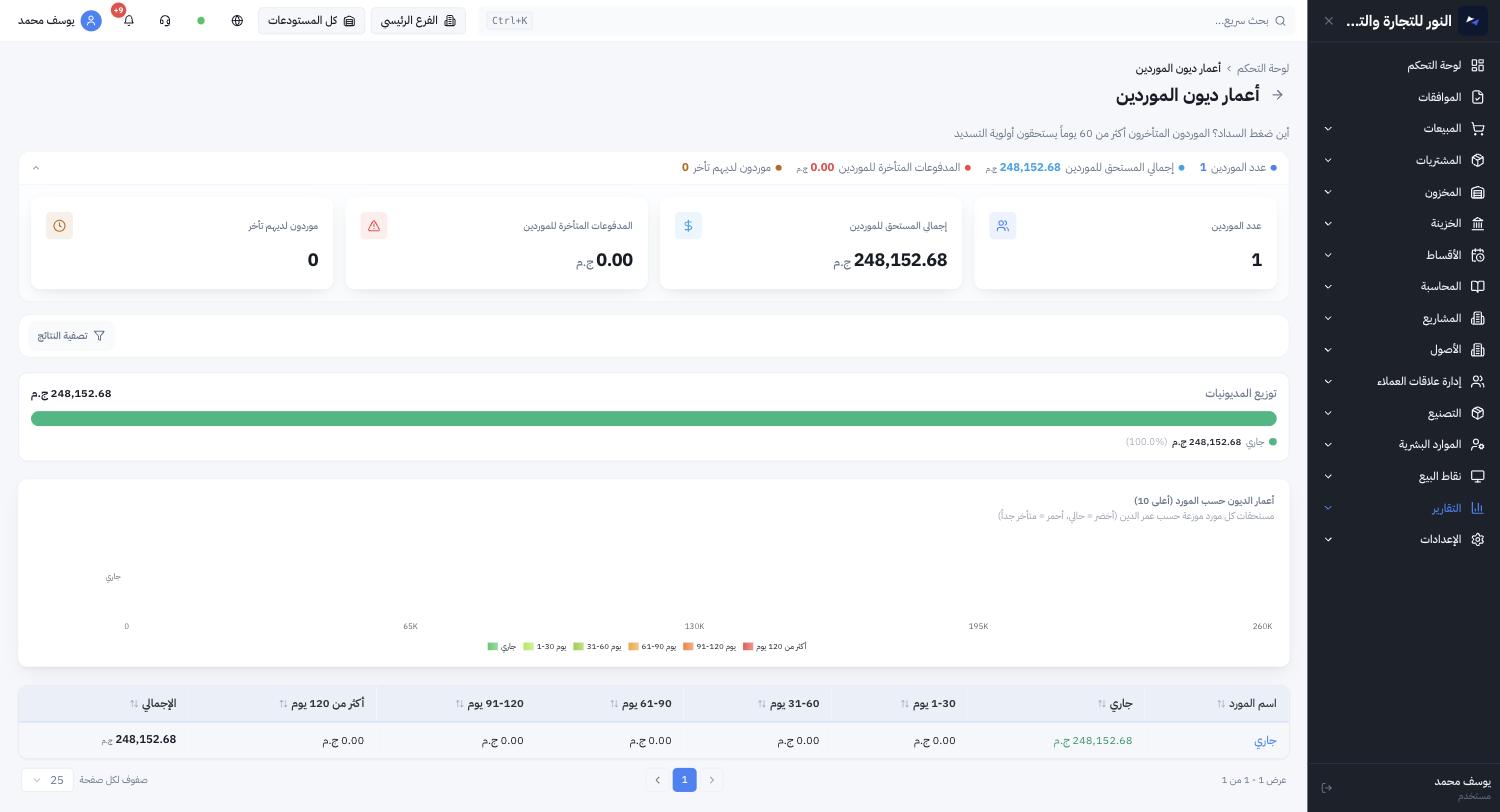 النور للتجارة والتـ...
لوحة التحكم
الموافقات
المبيعات
المشتريات
المخزون
الخزينة
الأقساط
المحاسبة
المشاريع
الأصول
إدارة علاقات العملاء
التصنيع
الموارد البشرية
نقاط البيع
التقارير
الإعدادات
يوسف محمد
مستخدم
بحث سريع... Ctrl+K
الفرع الرئيسي
كل المستودعات
9+
يوسف محمد
لوحة التحكم › أعمار ديون الموردين
أعمار ديون الموردين
أين ضغط السداد؟ الموردون المتأخرون أكثر من 60 يوماً يستحقون أولوية التسديد
عدد الموردين 1 إجمالي المستحق للموردين 248,152.68 ج.م المدفوعات المتأخرة للموردين 0.00 ج.م موردون لديهم تأخر 0
عدد الموردين
1
إجمالي المستحق للموردين
248,152.68 ج.م
المدفوعات المتأخرة للموردين
0.00 ج.م
موردون لديهم تأخر
0
تصفية النتائج
توزيع المديونيات 248,152.68 ج.م
جاري 248,152.68 ج.م (100.0%)
أعمار الديون حسب المورد (أعلى 10)
مستحقات كل مورد موزعة حسب عمر الدين (أخضر = حالي، أحمر = متأخر جداً)
جاري
0 65K 130K 195K 260K
جاري 1-30 يوم 31-60 يوم 61-90 يوم 91-120 يوم أكثر من 120 يوم
اسم المورد جاري 1-30 يوم 31-60 يوم 61-90 يوم 91-120 يوم أكثر من 120 يوم الإجمالي
جاري 248,152.68 ج.م 0.00 ج.م 0.00 ج.م 0.00 ج.م 0.00 ج.م 0.00 ج.م 248,152.68 ج.م
عرض 1 - 1 من 1 1 صفوف لكل صفحة 25